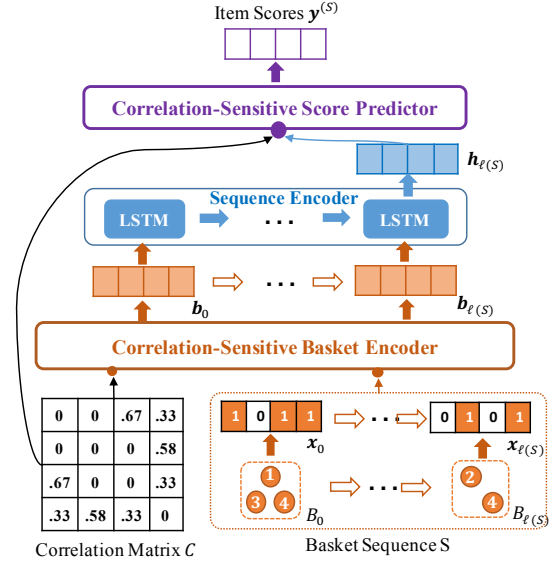 Item Scores y^(S)
Correlation-Sensitive Score Predictor
h_ℓ(S)
Sequence Encoder
LSTM ... LSTM
...
b_0 b_ℓ(S)
Correlation-Sensitive Basket Encoder
0 0 .67 .33
0 0 0 .58
.67 0 0 .33
.33 .58 .33 0
Correlation Matrix C
1 0 1 1 ... 0 1 0 1
x_0 x_ℓ(S)
1 2
3 4 ... 4
B_0 B_ℓ(S)
Basket Sequence S